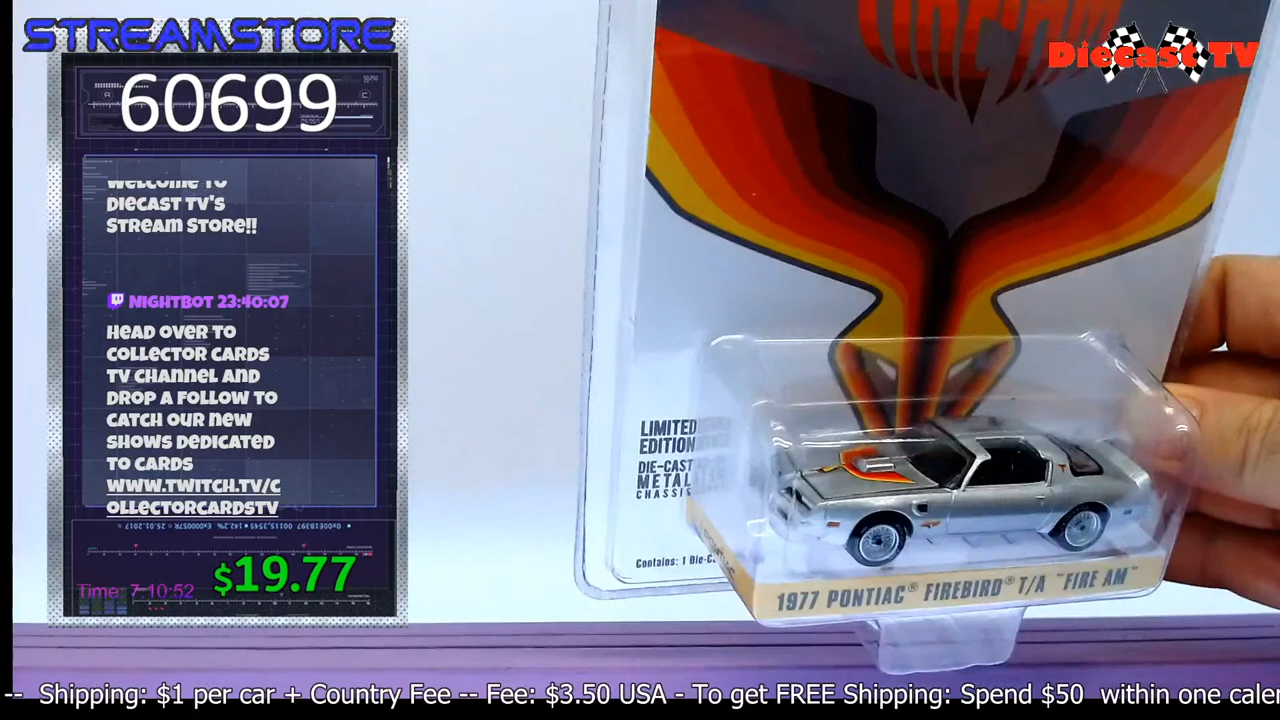 STREAMSTORE
60699
WELCOME TO
DIECAST TV'S
STREAM STORE!!
NIGHTBOT 23:40:07
HEAD OVER TO
COLLECTOR CARDS
TV CHANNEL AND
DROP A FOLLOW TO
CATCH OUR NEW
SHOWS DEDICATED
TO CARDS
WWW.TWITCH.TV/C
OLLECTORCARDSTV
Time: 7-10:52
$19.77
Diecast TV
LIMITED
EDITION
DIE-CAST
METAL
CHASSIS
Contains: 1 Die-C
1977 PONTIAC® FIREBIRD® T/A "FIRE AM"
-- Shipping: $1 per car + Country Fee -- Fee: $3.50 USA - To get FREE Shipping: Spend $50 within one caler